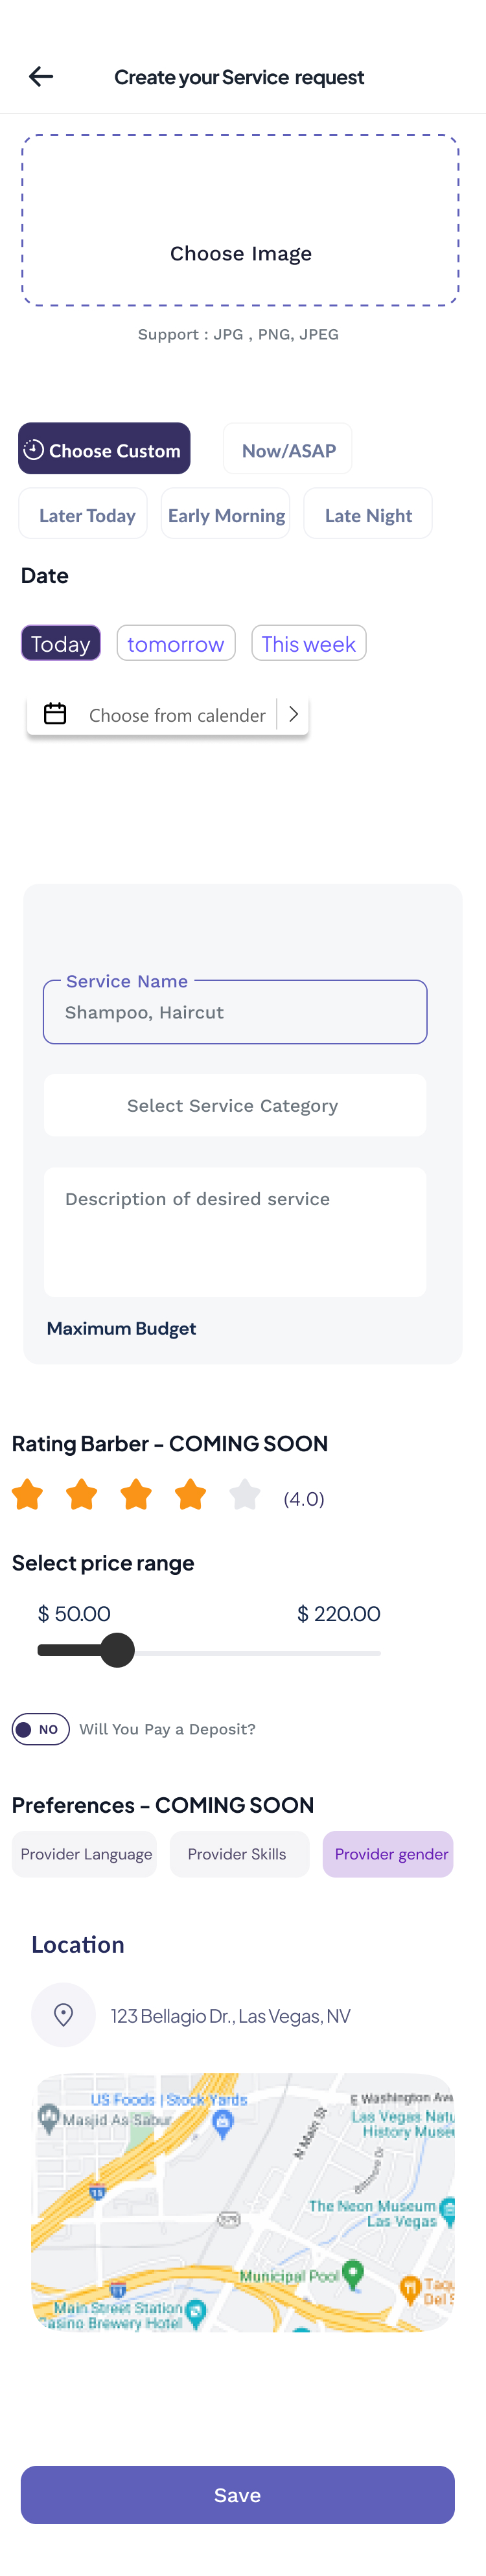 Create your Service request
Choose Image
Support : JPG , PNG, JPEG
Choose Custom
Now/ASAP
Later Today
Early Morning
Late Night
Date
Today
tomorrow
This week
Choose from calender
Service Name
Shampoo, Haircut
Select Service Category
Description of desired service
Maximum Budget
Rating Barber - COMING SOON
(4.0)
Select price range
$ 50.00
$ 220.00
NO
Will You Pay a Deposit?
Preferences - COMING SOON
Provider Language
Provider Skills
Provider gender
Location
123 Bellagio Dr., Las Vegas, NV
US Foods | Stock Yards
E Washington Ave
Masjid As Sabur
N Main St
Las Vegas Natu
History Muse
15
The Neon Museum
Las Vegas
579
Municipal Pool
11
Taqu
Del S
Main Street Station
Casino Brewery Hotel
Save